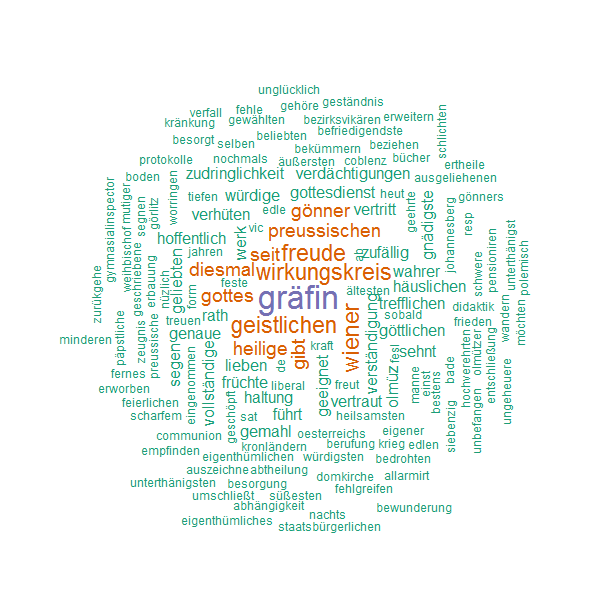 unglücklich
verfall fehle gehöre geständnis
kränkung gewählten bezirksvikären erweitern
besorgt selben beliebten befriedigendste schlichten
protokolle nochmals äußersten bekümmern coblenz beziehen bücher ertheile
gymnasialinspector boden worringen zudringlichkeit verdächtigungen ausgeliehenen
weihbischof mutiger segnen görlitz tiefen würdige gottesdienst heut geehrte gnädigste johannesberg gönners
zurückgehe geschriebene erbauung verhüten edle gönner vertritt resp
hoffentlich werk vic preussischen ab zufällig schwere pensioniren unterthänigst polemisch
jahren seit freude
päpstliche nüzlich form geliebten diesmal wirkungskreis wahrer
feste gottes gräfin ältesten häuslichen trefflichen didaktik wandern möchten
minderen zeugnis preussische treuen rath geistlichen wiener sobald göttlichen frieden
genaue segen heilige gibt kraft verständigung fesl sehnt hochverehrten olmützer entschließung
fernes eingenommen vollständige lieben de olmüz manne einst bade
erworben früchte liberal geeignet freut vertraut bestens siebenzig unbefangen ungeheuere
feierlichen haltung
scharfem geschöpft sat führt heilsamsten
gemahl oesterreichs eigener
communion kronländern berufung krieg edlen
empfinden eigenthümlichen würdigsten bedrohten
auszeichne abtheilung domkirche allarmirt
unterthänigsten besorgung fehlgreifen
umschließt süßesten
abhängigkeit nachts bewunderung
eigenthümliches staatsbürgerlichen